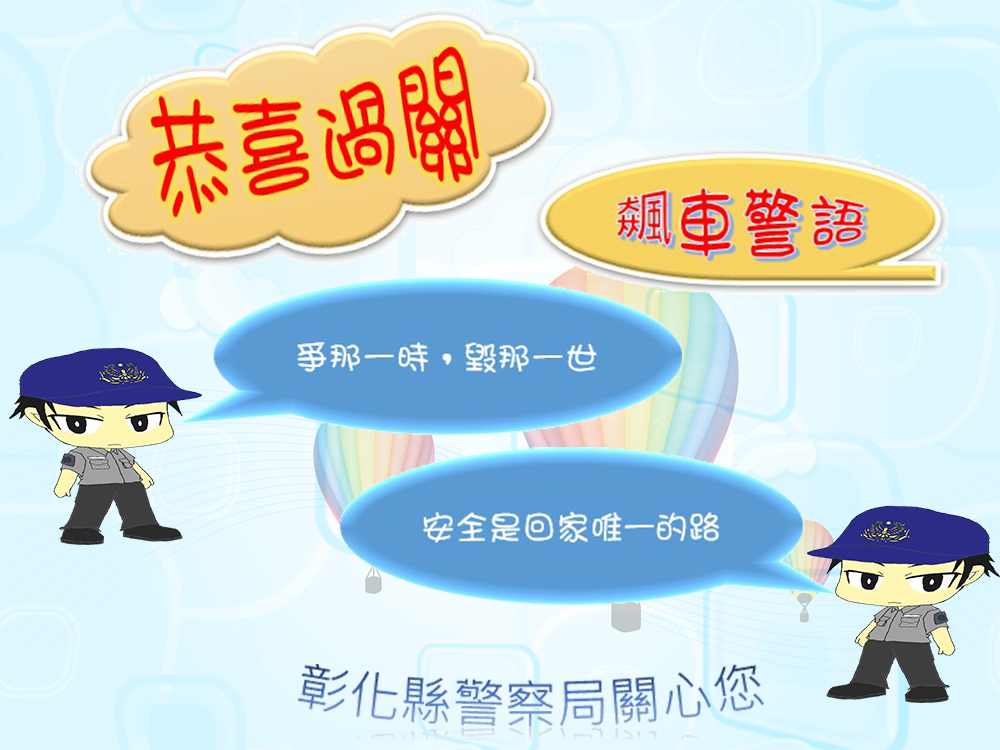 恭喜過關
飆車警語
爭那一時，毀那一世
安全是回家唯一的路
彰化縣警察局關心您